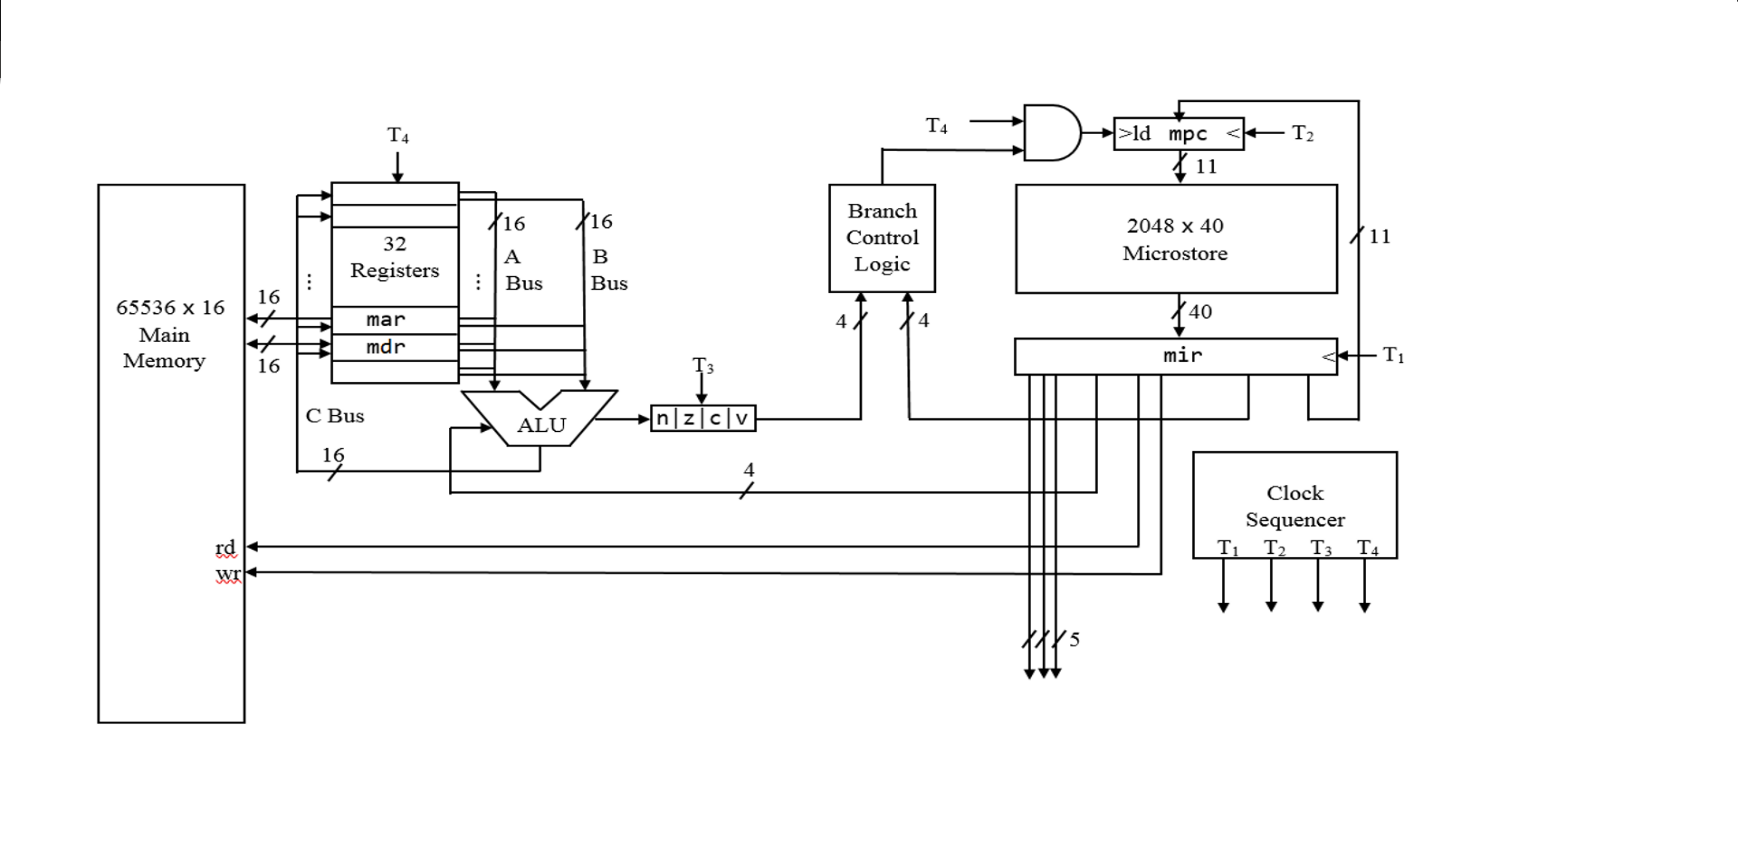 T₄
T₄
>ld mpc <
T₂
11
16
16
32
Registers
A
Bus
B
Bus
Branch
Control
Logic
2048 x 40
Microstore
11
⋮
⋮
65536 x 16
Main
Memory
16
mar
mdr
16
4
4
40
mir <
T₁
T₃
n|z|c|v
C Bus
ALU
16
4
Clock
Sequencer
T₁ T₂ T₃ T₄
rd
wr
5